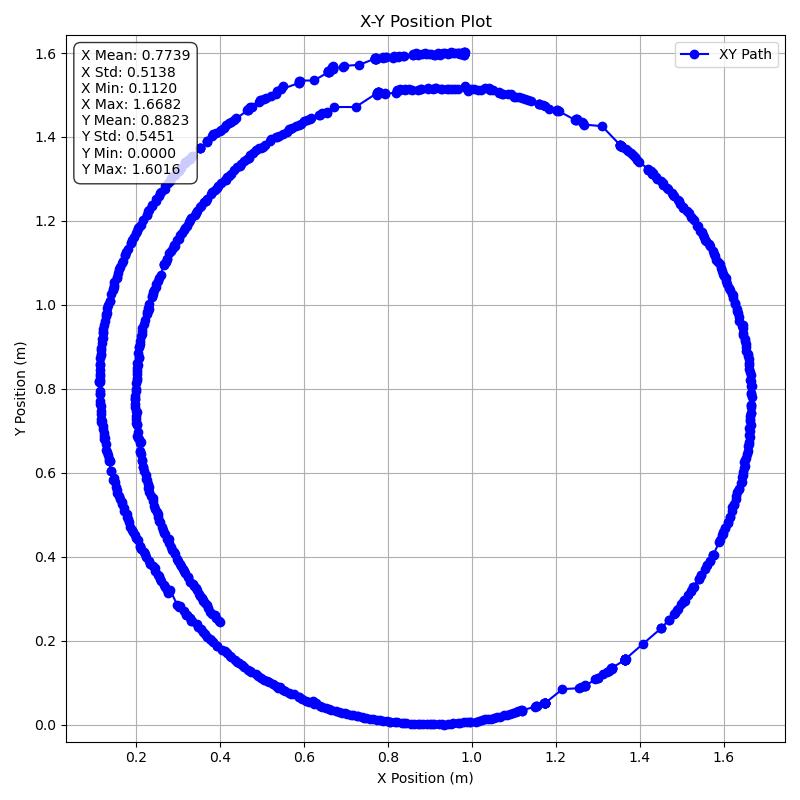 X-Y Position Plot
X Mean: 0.7739
X Std: 0.5138
X Min: 0.1120
X Max: 1.6682
Y Mean: 0.8823
Y Std: 0.5451
Y Min: 0.0000
Y Max: 1.6016
XY Path
1.6
1.4
1.2
1.0
0.8
0.6
0.4
0.2
0.0
Y Position (m)
0.2 0.4 0.6 0.8 1.0 1.2 1.4 1.6
X Position (m)